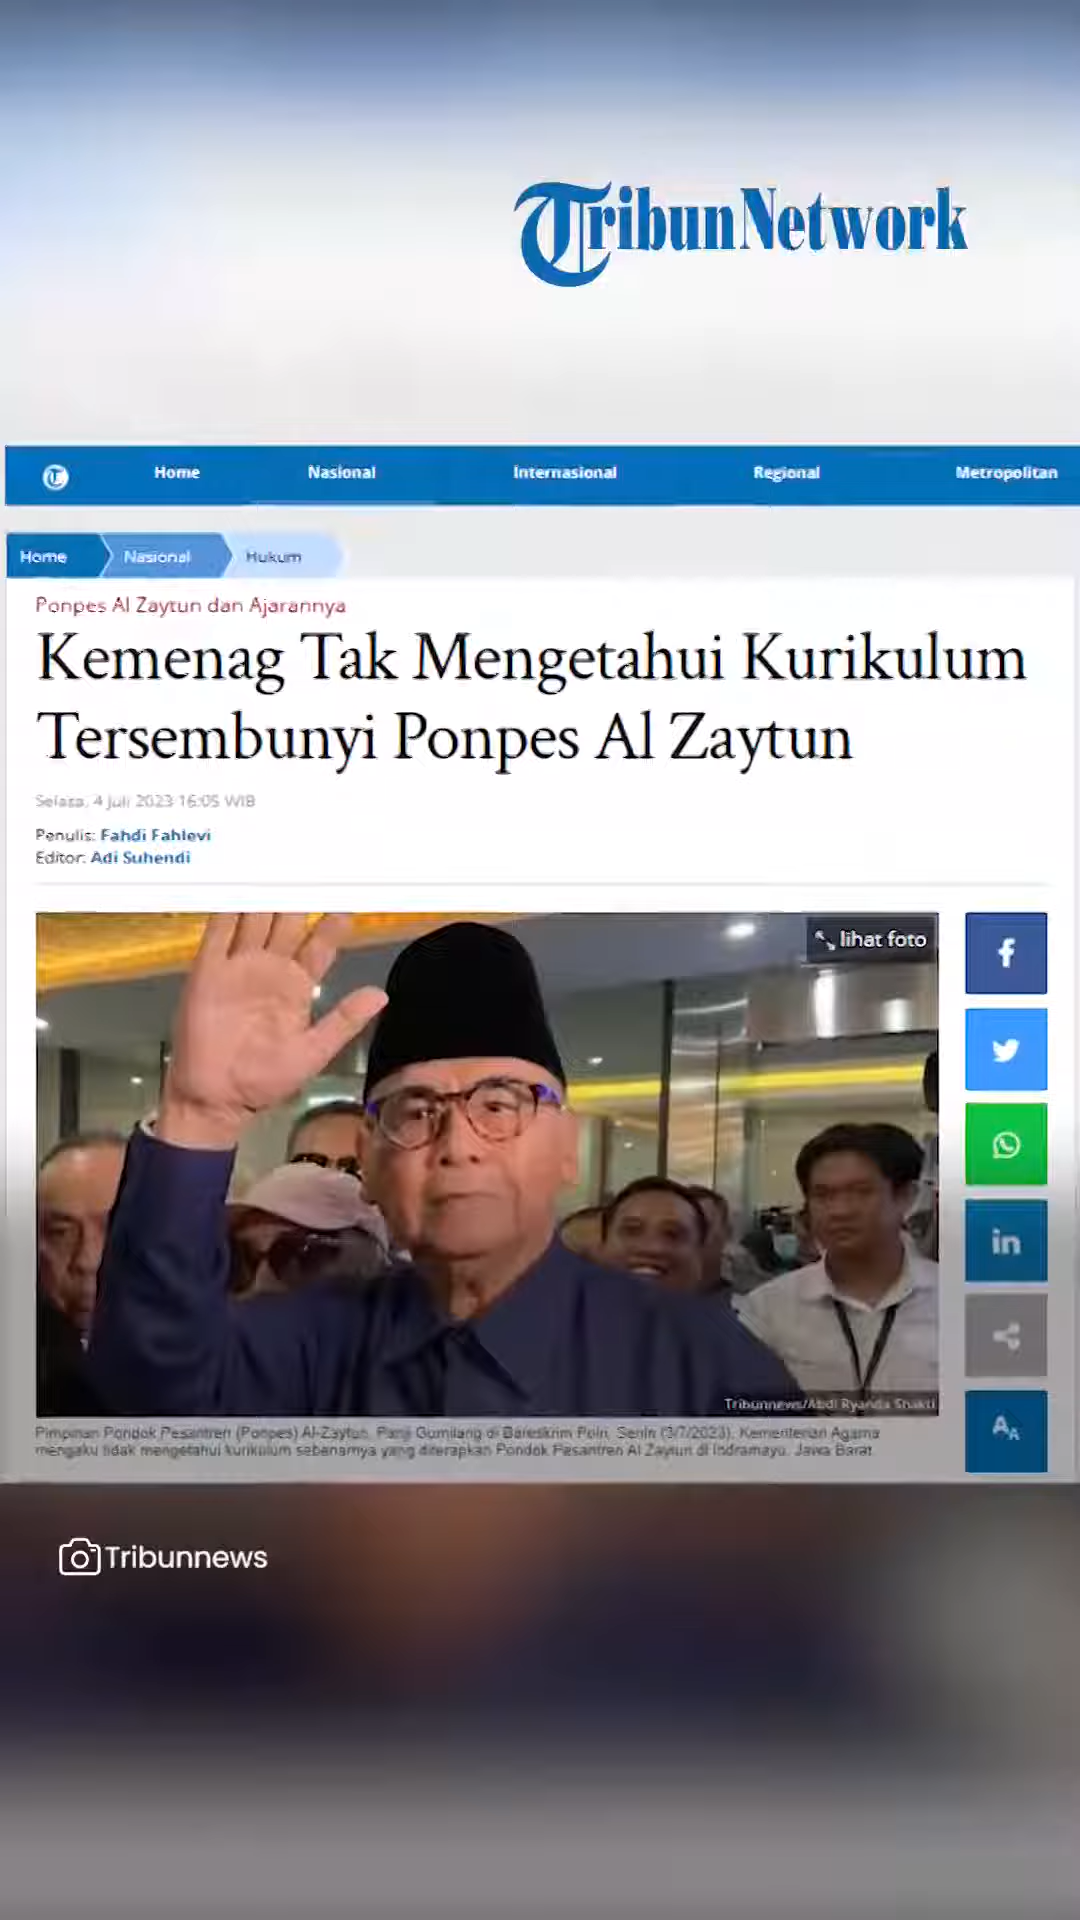 TribunNetwork
Home Nasional Internasional Regional Metropolitan
Home Nasional Hukum
Ponpes Al Zaytun dan Ajarannya
Kemenag Tak Mengetahui Kurikulum
Tersembunyi Ponpes Al Zaytun
Selasa, 4 Juli 2023 16:05 WIB
Penulis: Fahdi Fahlevi
Editor: Adi Suhendi
lihat foto
Tribunnews/Abdi Ryanda Shakti
Pimpinan Pondok Pesantren (Ponpes) Al-Zaytun, Panji Gumilang di Bareskrim Polri, Senin (3/7/2023). Kementerian Agama
mengaku tidak mengetahui kurikulum sebenarnya yang diterapkan Pondok Pesantren Al Zaytun di Indramayu, Jawa Barat.
AA
Tribunnews